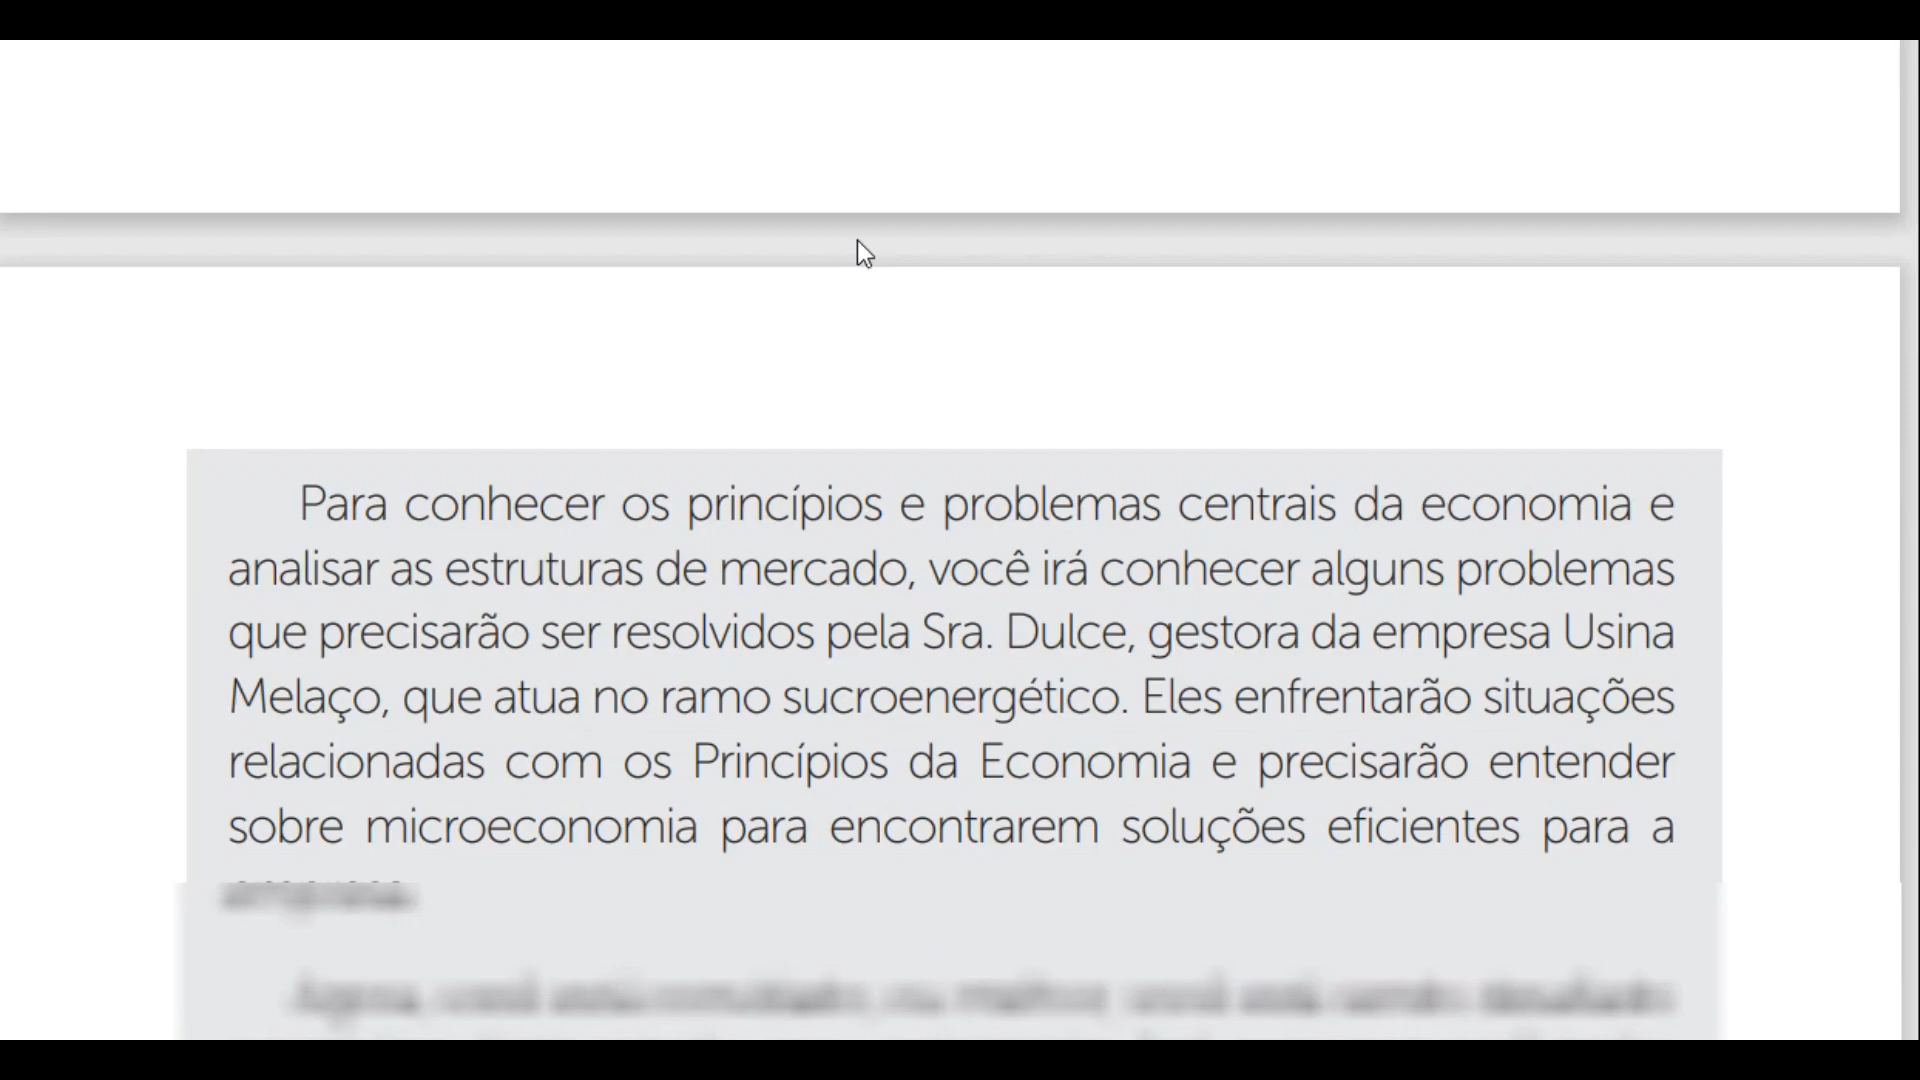 Para conhecer os princípios e problemas centrais da economia e
analisar as estruturas de mercado, você irá conhecer alguns problemas
que precisarão ser resolvidos pela Sra. Dulce, gestora da empresa Usina
Melaço, que atua no ramo sucroenergético. Eles enfrentarão situações
relacionadas com os Princípios da Economia e precisarão entender
sobre microeconomia para encontrarem soluções eficientes para a
empresa.